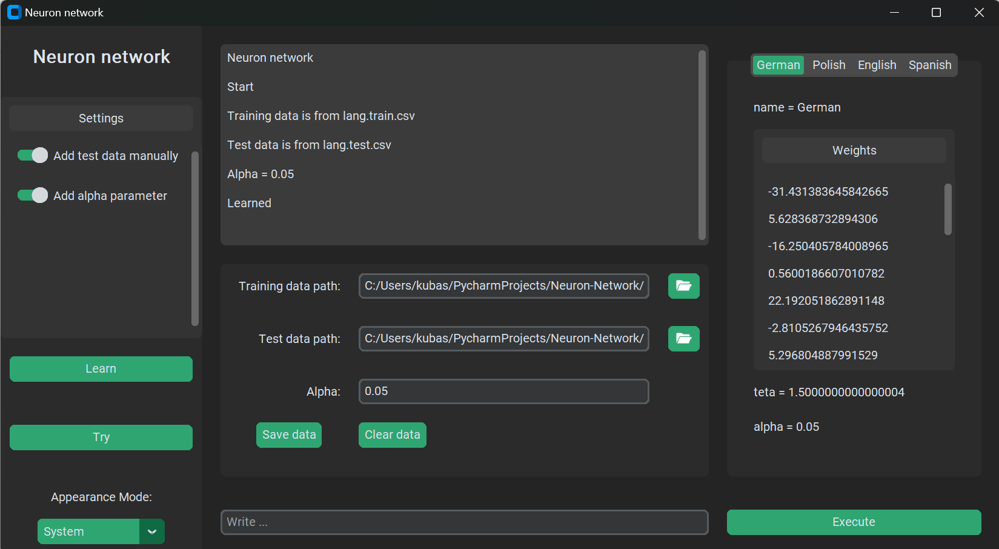 Neuron network
Neuron network
Settings
Add test data manually
Add alpha parameter
Learn
Try
Appearance Mode:
System
Neuron network
Start
Training data is from lang.train.csv
Test data is from lang.test.csv
Alpha = 0.05
Learned
Training data path: C:/Users/kubas/PycharmProjects/Neuron-Network/
Test data path: C:/Users/kubas/PycharmProjects/Neuron-Network/
Alpha: 0.05
Save data Clear data
Write ...
German Polish English Spanish
name = German
Weights
-31.431383645842665
5.628368732894306
-16.250405784008965
0.5600186607010782
22.192051862891148
-2.8105267946435752
5.296804887991529
teta = 1.5000000000000004
alpha = 0.05
Execute